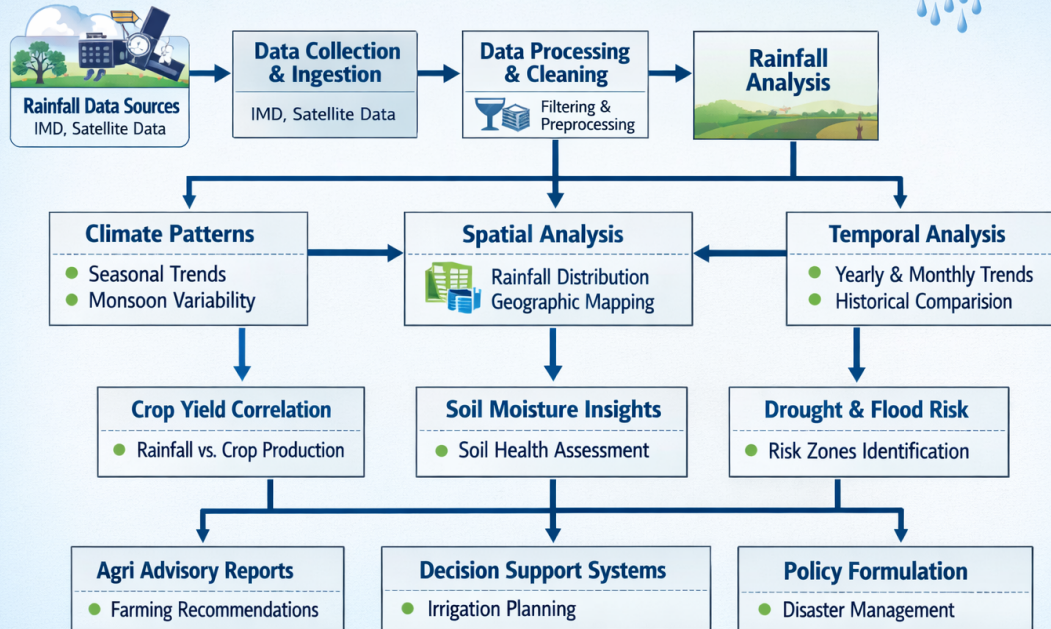 Rainfall Data Sources
IMD, Satellite Data
Data Collection
& Ingestion
IMD, Satellite Data
Data Processing
& Cleaning
Filtering &
Preprocessing
Rainfall
Analysis
Climate Patterns
Seasonal Trends
Monsoon Variability
Spatial Analysis
Rainfall Distribution
Geographic Mapping
Temporal Analysis
Yearly & Monthly Trends
Historical Comparision
Crop Yield Correlation
Rainfall vs. Crop Production
Soil Moisture Insights
Soil Health Assessment
Drought & Flood Risk
Risk Zones Identification
Agri Advisory Reports
Farming Recommendations
Decision Support Systems
Irrigation Planning
Policy Formulation
Disaster Management